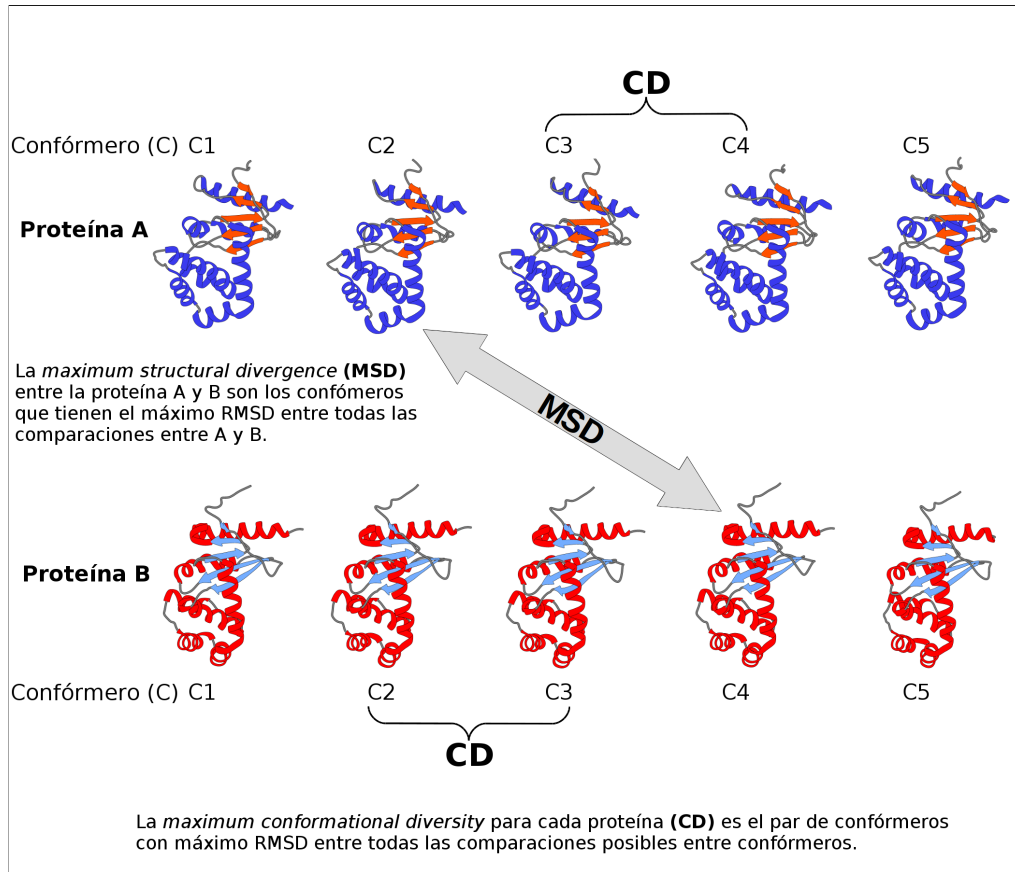 CD
Confórmero (C) C1 C2 C3 C4 C5
Proteína A
La maximum structural divergence (MSD)
entre la proteína A y B son los confómeros
que tienen el máximo RMSD entre todas las
comparaciones entre A y B.
MSD
Proteína B
Confórmero (C) C1 C2 C3 C4 C5
CD
La maximum conformational diversity para cada proteína (CD) es el par de confórmeros
con máximo RMSD entre todas las comparaciones posibles entre confórmeros.